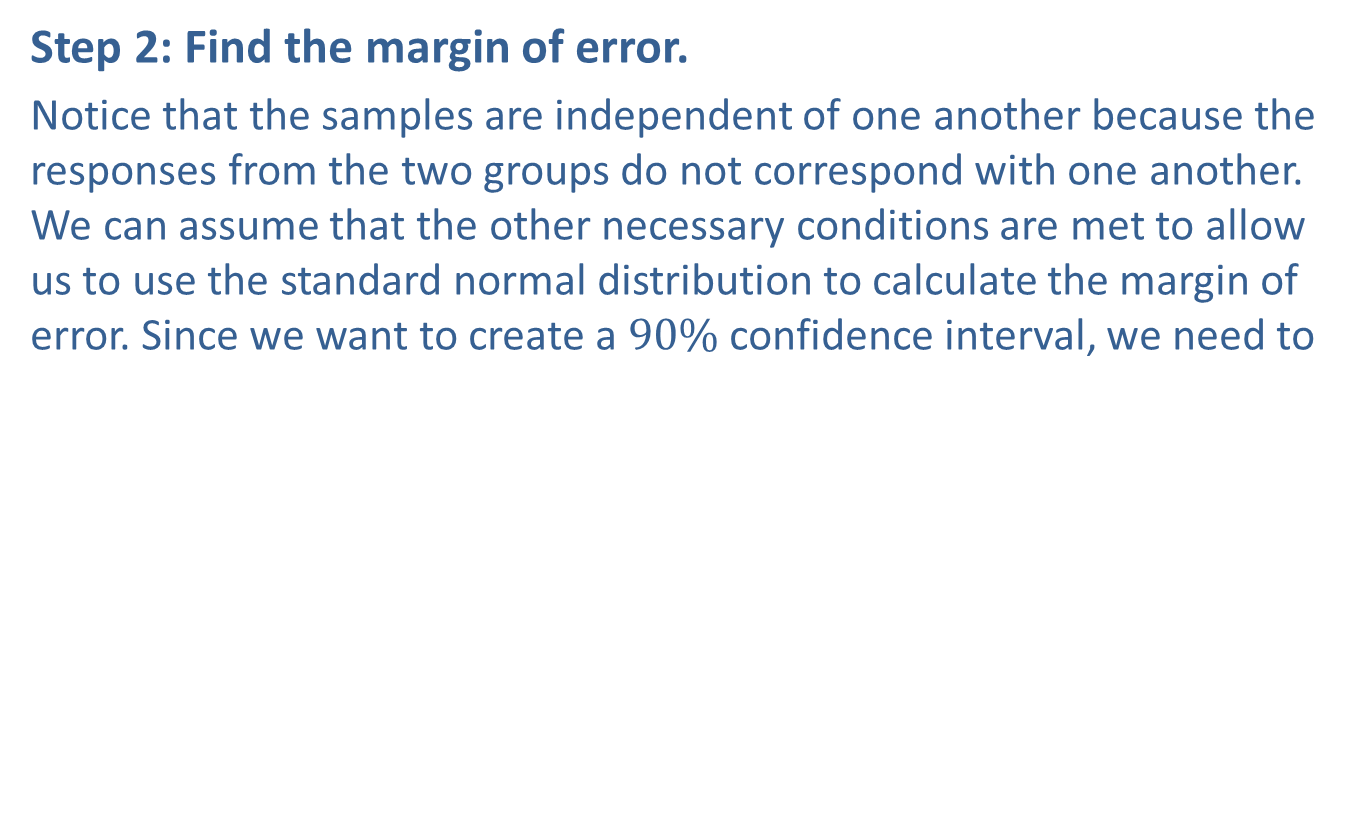 Step 2: Find the margin of error.
Notice that the samples are independent of one another because the
responses from the two groups do not correspond with one another.
We can assume that the other necessary conditions are met to allow
us to use the standard normal distribution to calculate the margin of
error. Since we want to create a 90% confidence interval, we need to